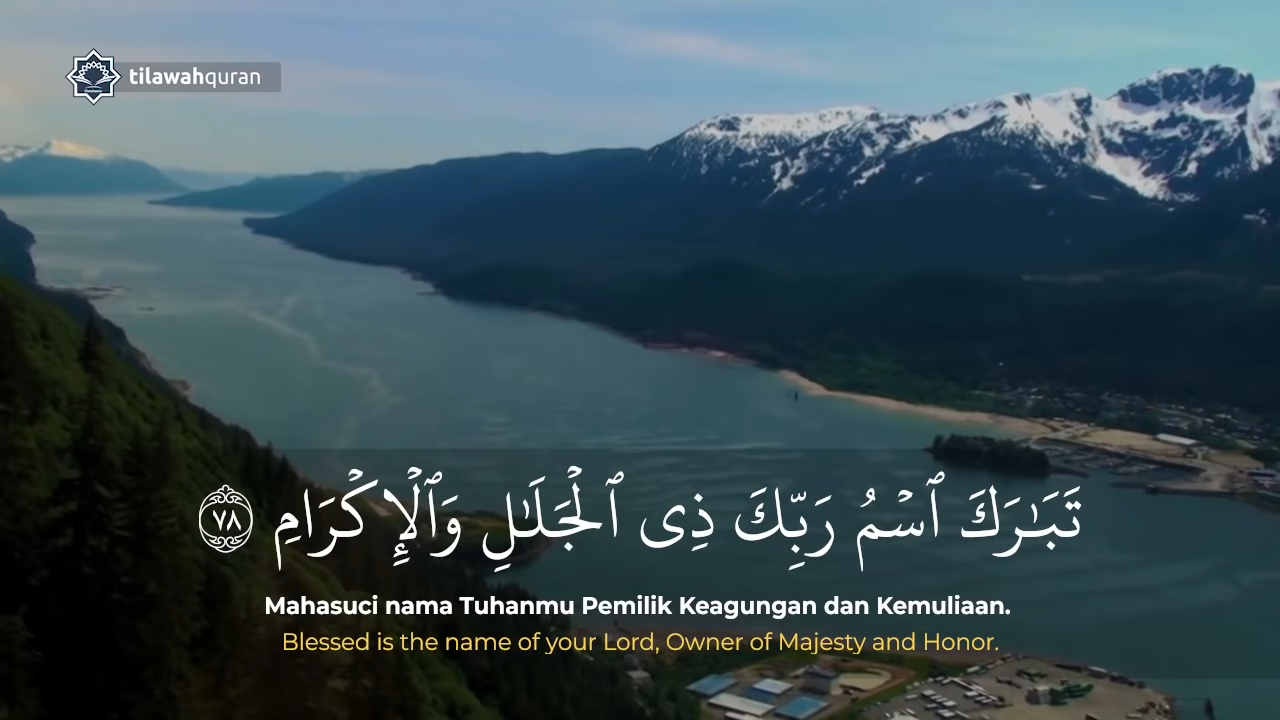 tilawahquran
تَبَـٰرَكَ ٱسْمُ رَبِّكَ ذِى ٱلْجَلَـٰلِ وَٱلْإِكْرَامِ ٧٨
Mahasuci nama Tuhanmu Pemilik Keagungan dan Kemuliaan.
Blessed is the name of your Lord, Owner of Majesty and Honor.